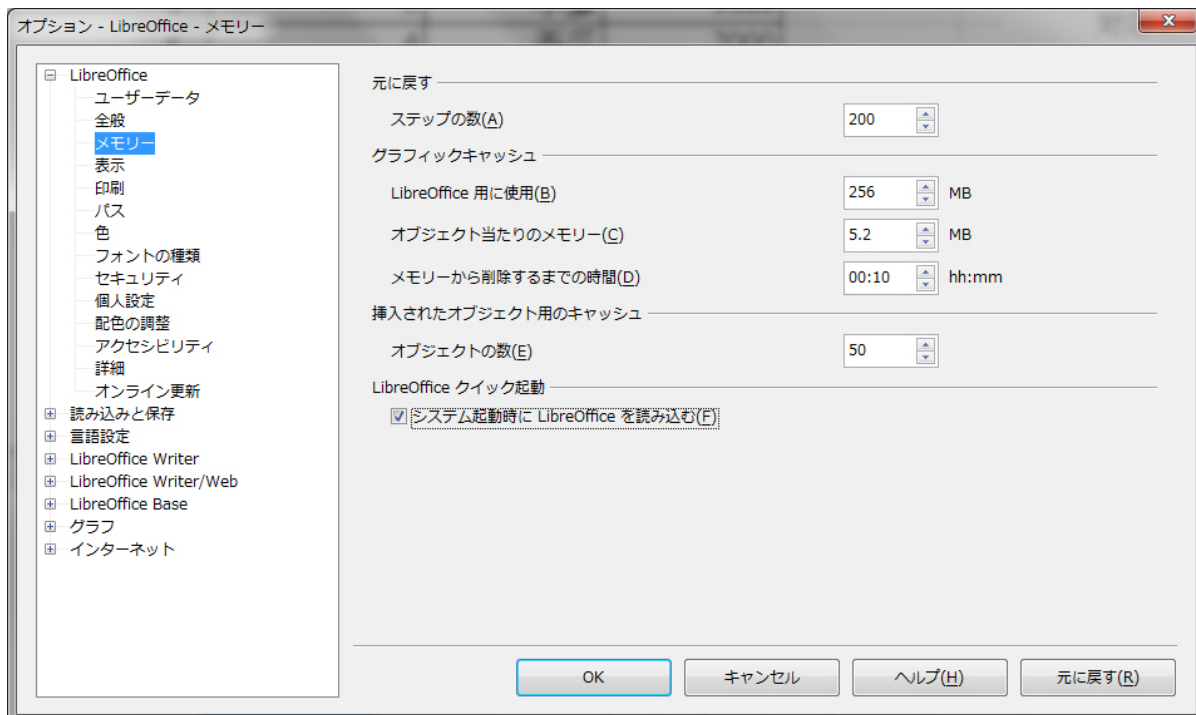 オプション - LibreOffice - メモリー
LibreOffice
ユーザーデータ
全般
メモリー
表示
印刷
パス
色
フォントの種類
セキュリティ
個人設定
配色の調整
アクセシビリティ
詳細
オンライン更新
読み込みと保存
言語設定
LibreOffice Writer
LibreOffice Writer/Web
LibreOffice Base
グラフ
インターネット
元に戻す
ステップの数(A) 200
グラフィックキャッシュ
LibreOffice 用に使用(B) 256 MB
オブジェクト当たりのメモリー(C) 5.2 MB
メモリーから削除するまでの時間(D) 00:10 hh:mm
挿入されたオブジェクト用のキャッシュ
オブジェクトの数(E) 50
LibreOffice クイック起動
システム起動時に LibreOffice を読み込む(F)
OK キャンセル ヘルプ(H) 元に戻す(R)